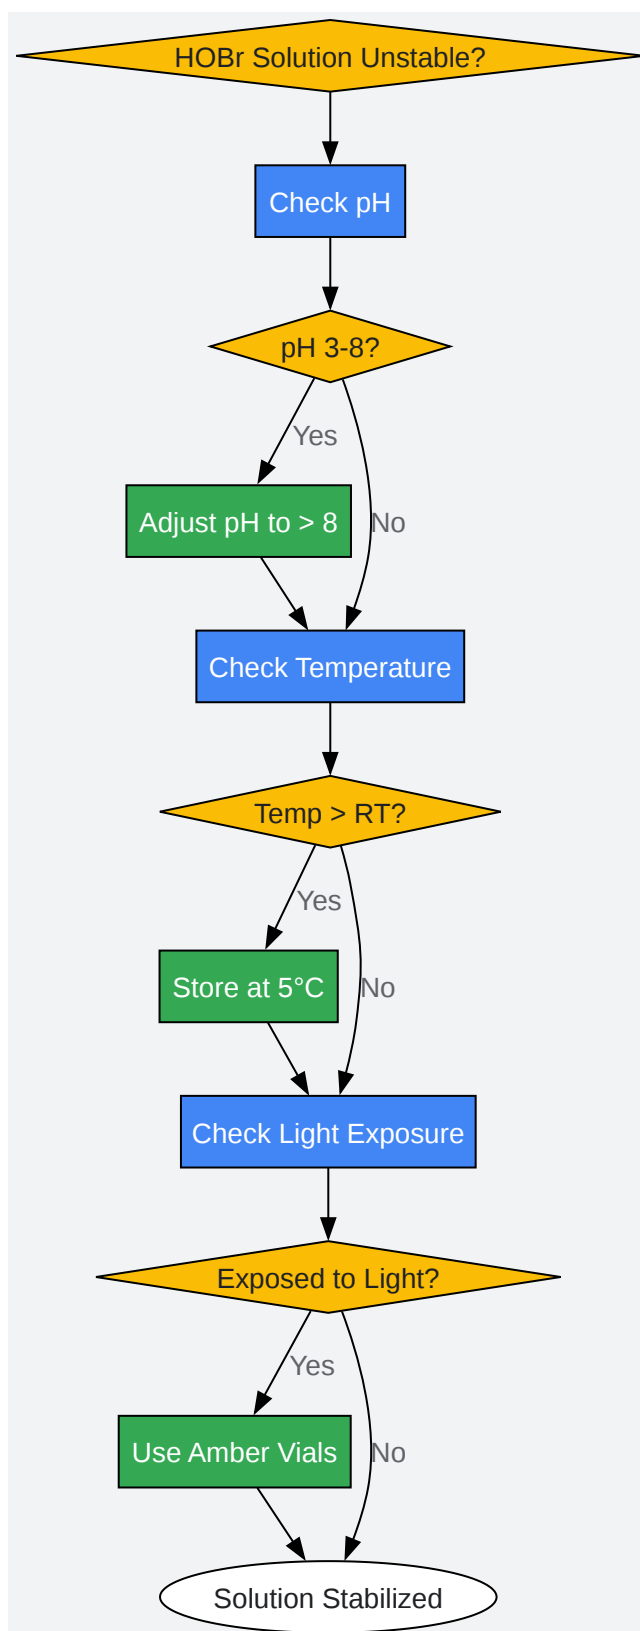 HOBr Solution Unstable?
Check pH
pH 3-8?
Yes
Adjust pH to > 8
No
Check Temperature
Temp > RT?
Yes
Store at 5°C
No
Check Light Exposure
Exposed to Light?
Yes
Use Amber Vials
No
Solution Stabilized